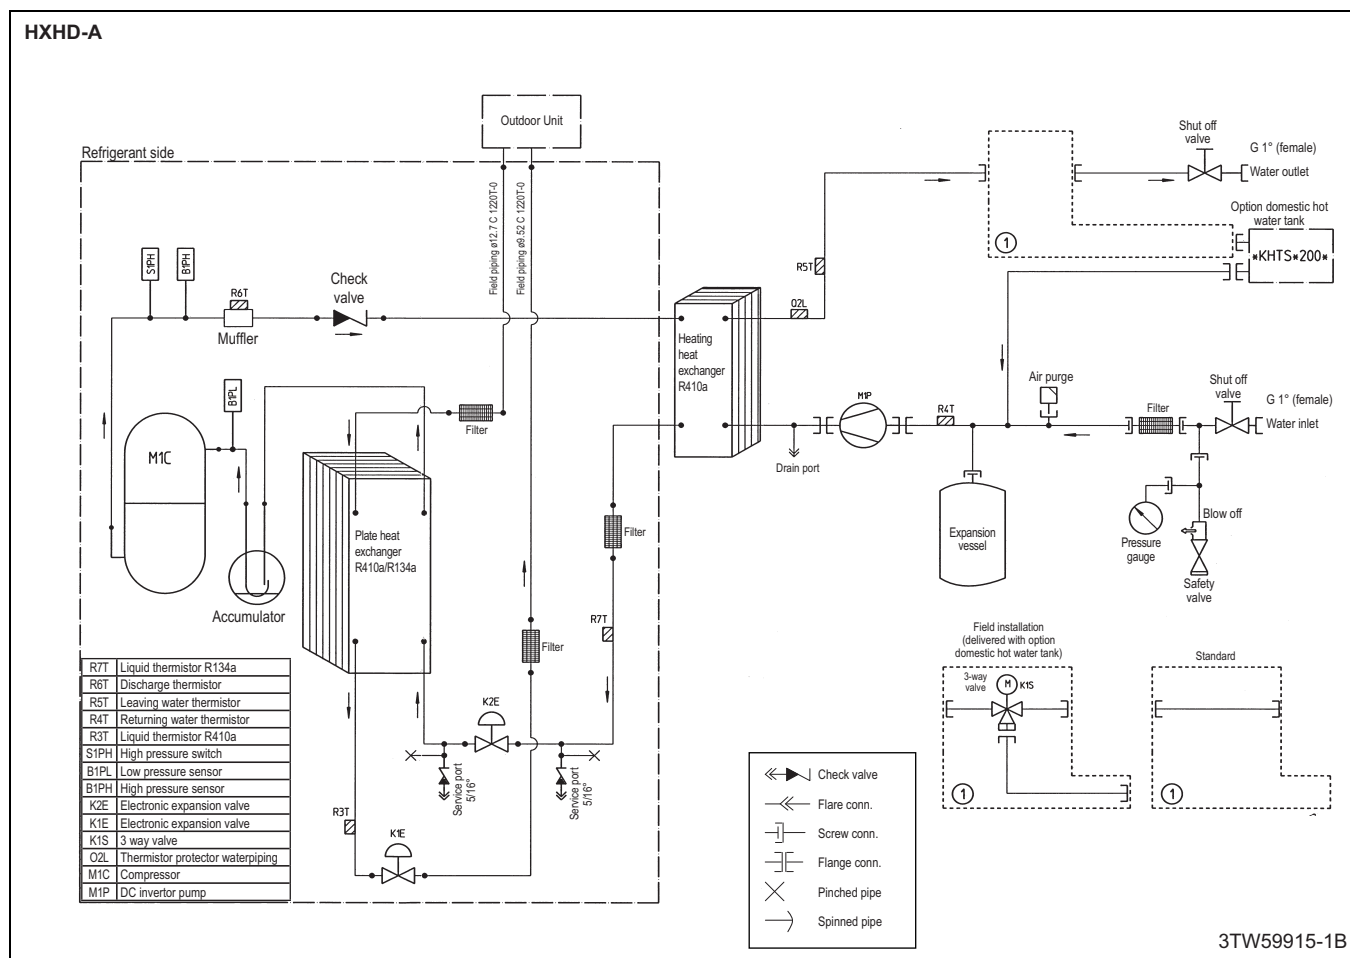 HXHD-A
Outdoor Unit
Refrigerant side
Field piping ø12.7 C 1220T-0
Field piping ø9.52 C 1220T-0
S1PH
B1PH
R6T
Muffler
Check
valve
B1PL
M1C
Accumulator
Filter
Plate heat
exchanger
R410a/R134a
Filter
Filter
R7T
K2E
Service port
5/16"
Service port
5/16"
R3T
K1E
Heating
heat
exchanger
R410a
O2L
R5T
1
Shut off
valve
G 1" (female)
Water outlet
Option domestic hot
water tank
*KHTS*200*
Air purge
M1P
R4T
Filter
Shut off
valve
G 1" (female)
Water inlet
Drain port
Expansion
vessel
Pressure
gauge
Blow off
Safety
valve
Field installation
(delivered with option
domestic hot water tank)
3-way
valve
M
K1S
1
Standard
1
R7T Liquid thermistor R134a
R6T Discharge thermistor
R5T Leaving water thermistor
R4T Returning water thermistor
R3T Liquid thermistor R410a
S1PH High pressure switch
B1PL Low pressure sensor
B1PH High pressure sensor
K2E Electronic expansion valve
K1E Electronic expansion valve
K1S 3 way valve
O2L Thermistor protector waterpiping
M1C Compressor
M1P DC invertor pump
Check valve
Flare conn.
Screw conn.
Flange conn.
Pinched pipe
Spinned pipe
3TW59915-1B